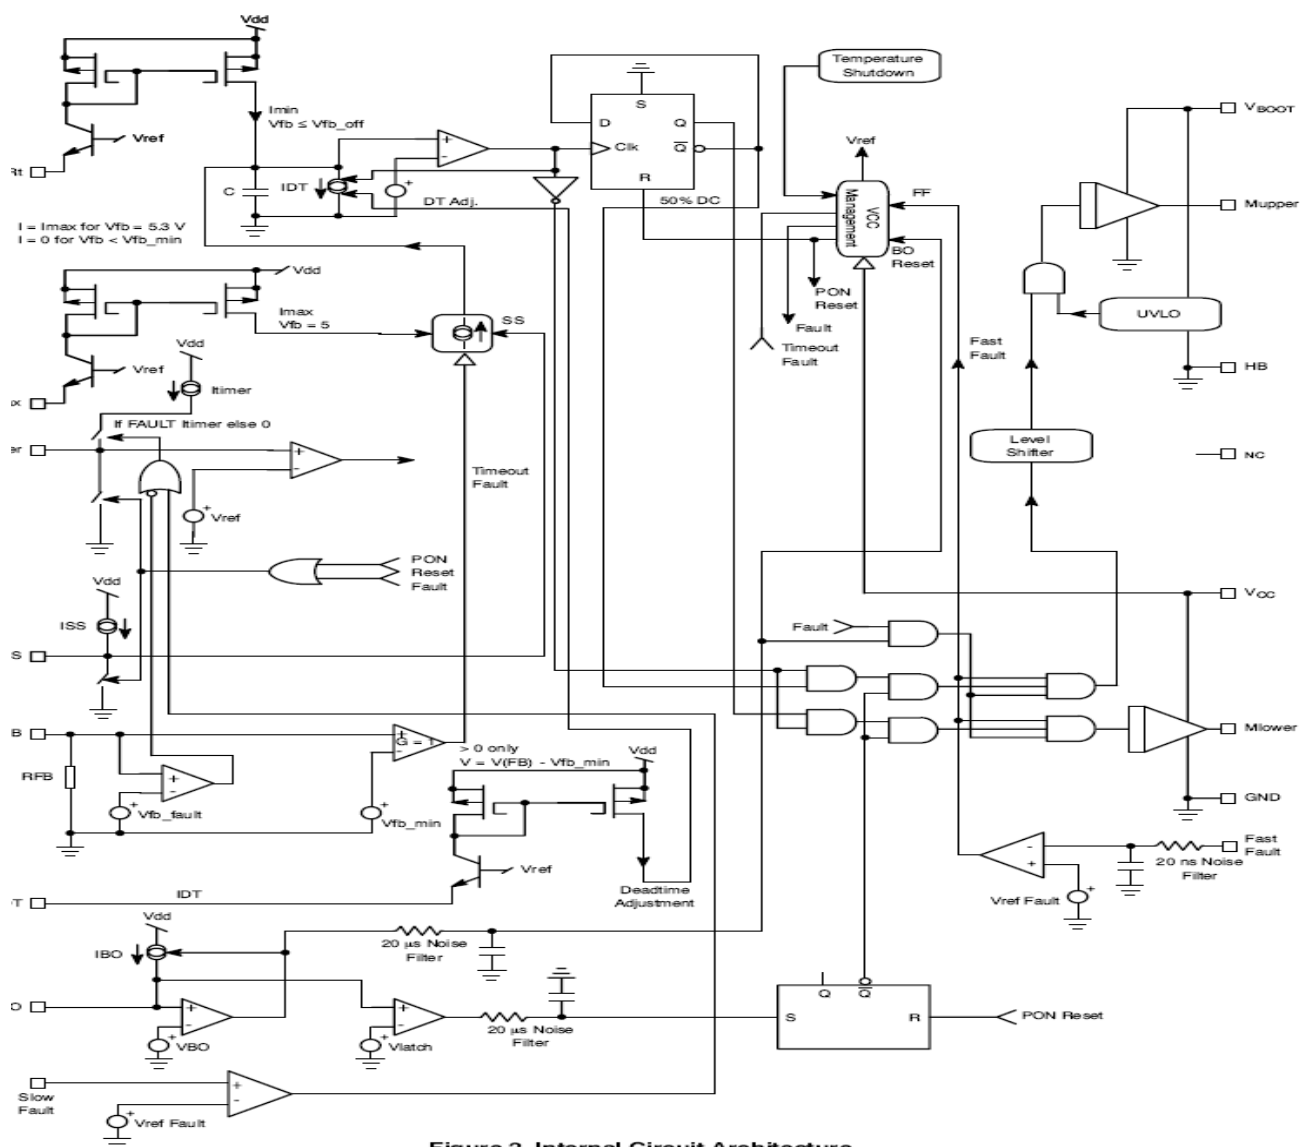 Vdd
Temperature
Shutdown
Imin
Vfb ≤ Vfb_off
Vref
S
D
Q
Clk
Q
R
50% DC
C
IDT
DT Adj.
Vref
VCC
Management
FF
BO
Reset
PON
Reset
Fault
Timeout
Fault
VBOOT
Mupper
UVLO
HB
Rt
I = Imax for Vfb = 5.3 V
I = 0 for Vfb < Vfb_min
Vdd
Imax
Vfb = 5
SS
Vref
Vdd
Itimer
If FAULT Itimer else 0
Fast
Fault
Level
Shifter
NC
Timeout
Fault
Vref
PON
Reset
Fault
Vdd
ISS
S
Fault
VCC
B
G = 1
> 0 only
V = V(FB) - Vfb_min
Vdd
RFB
Vfb_fault
Vfb_min
Mlower
GND
Fast
Fault
20 ns Noise
Filter
Vref Fault
Vref
Deadtime
Adjustment
IDT
T
Vdd
IBO
20 µs Noise
Filter
O
VBO
Vlatch
20 µs Noise
Filter
Q
Q
S
R
PON Reset
Slow
Fault
Vref Fault